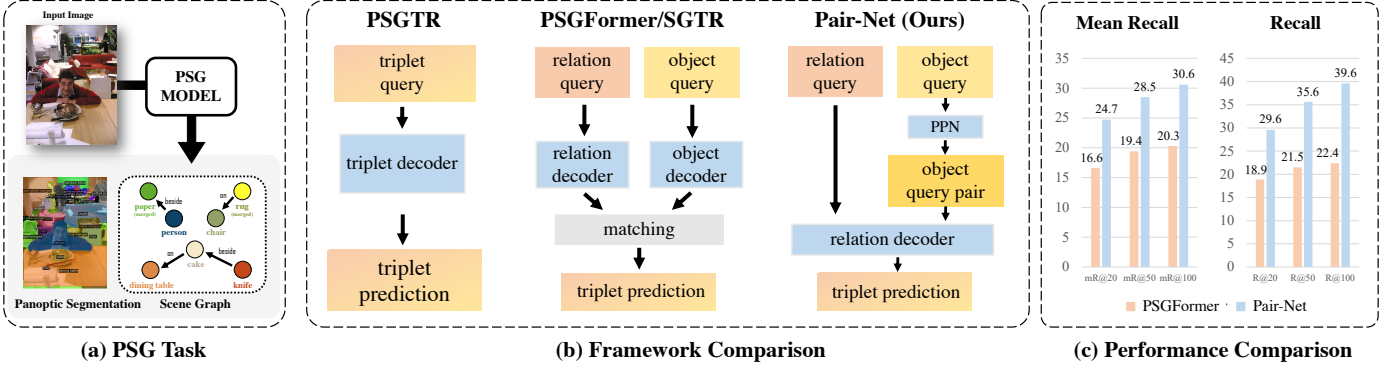 Input Image
PSG
MODEL
paper
(merged)
beside
person
on
rug
(merged)
chair
cake
on
beside
dining table
knife
Panoptic Segmentation
Scene Graph
(a) PSG Task
PSGTR
triplet
query
triplet decoder
triplet
prediction
PSGFormer/SGTR
relation
query
object
query
relation
decoder
object
decoder
matching
triplet prediction
Pair-Net (Ours)
relation
query
object
query
PPN
object
query pair
relation decoder
triplet prediction
(b) Framework Comparison
Mean Recall
35
30
25
20
15
10
5
0
16.6
24.7
19.4
28.5
20.3
30.6
mR@20
mR@50
mR@100
Recall
45
40
35
30
25
20
15
10
5
0
18.9
29.6
21.5
35.6
22.4
39.6
R@20
R@50
R@100
PSGFormer
Pair-Net
(c) Performance Comparison